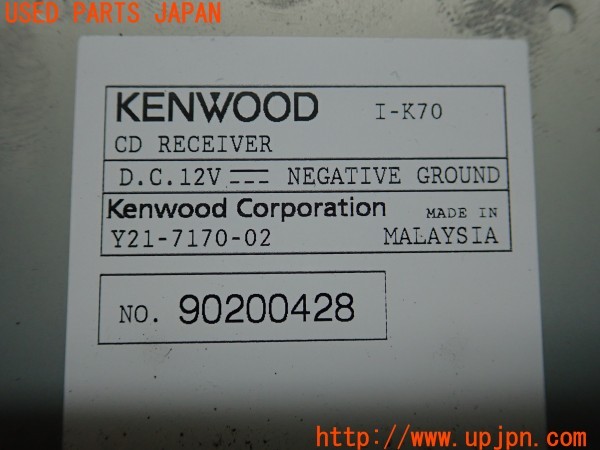 USED PARTS JAPAN
KENWOOD I-K70
CD RECEIVER
D.C.12V ⎓ NEGATIVE GROUND
Kenwood Corporation MADE IN
Y21-7170-02 MALAYSIA
NO. 90200428
http://www.upjpn.com/